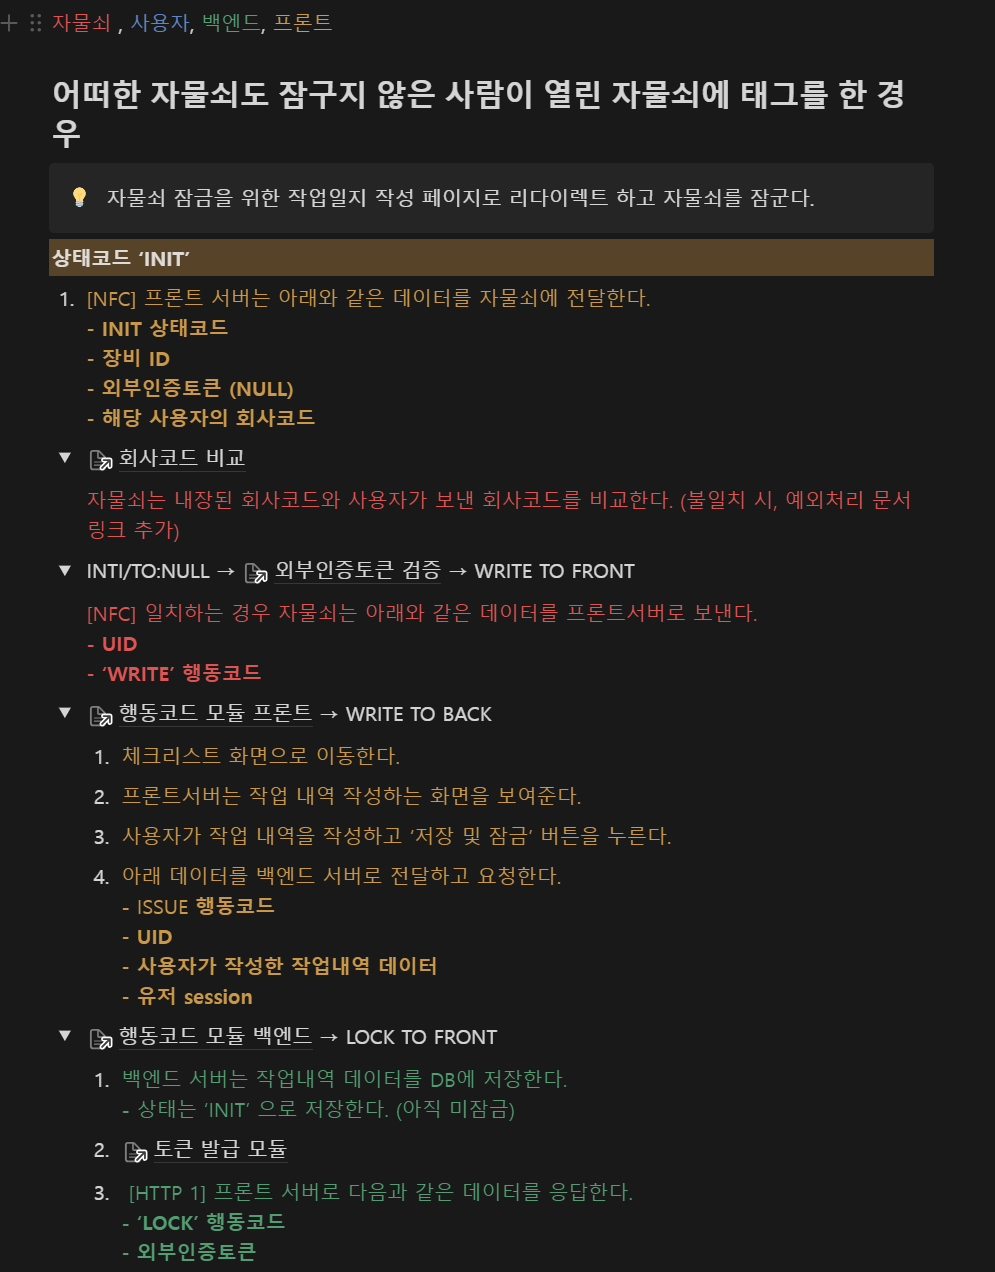 자물쇠 , 사용자, 백엔드, 프론트
어떠한 자물쇠도 잠구지 않은 사람이 열린 자물쇠에 태그를 한 경
우
자물쇠 잠금을 위한 작업일지 작성 페이지로 리다이렉트 하고 자물쇠를 잠군다.
상태코드 ‘INIT’
1. [NFC] 프론트 서버는 아래와 같은 데이터를 자물쇠에 전달한다.
- INIT 상태코드
- 장비 ID
- 외부인증토큰 (NULL)
- 해당 사용자의 회사코드
회사코드 비교
자물쇠는 내장된 회사코드와 사용자가 보낸 회사코드를 비교한다. (불일치 시, 예외처리 문서
링크 추가)
INTI/TO:NULL → 외부인증토큰 검증 → WRITE TO FRONT
[NFC] 일치하는 경우 자물쇠는 아래와 같은 데이터를 프론트서버로 보낸다.
- UID
- ‘WRITE’ 행동코드
행동코드 모듈 프론트 → WRITE TO BACK
1. 체크리스트 화면으로 이동한다.
2. 프론트서버는 작업 내역 작성하는 화면을 보여준다.
3. 사용자가 작업 내역을 작성하고 ‘저장 및 잠금’ 버튼을 누른다.
4. 아래 데이터를 백엔드 서버로 전달하고 요청한다.
- ISSUE 행동코드
- UID
- 사용자가 작성한 작업내역 데이터
- 유저 session
행동코드 모듈 백엔드 → LOCK TO FRONT
1. 백엔드 서버는 작업내역 데이터를 DB에 저장한다.
- 상태는 ‘INIT’ 으로 저장한다. (아직 미잠금)
2. 토큰 발급 모듈
3. [HTTP 1] 프론트 서버로 다음과 같은 데이터를 응답한다.
- ‘LOCK’ 행동코드
- 외부인증토큰